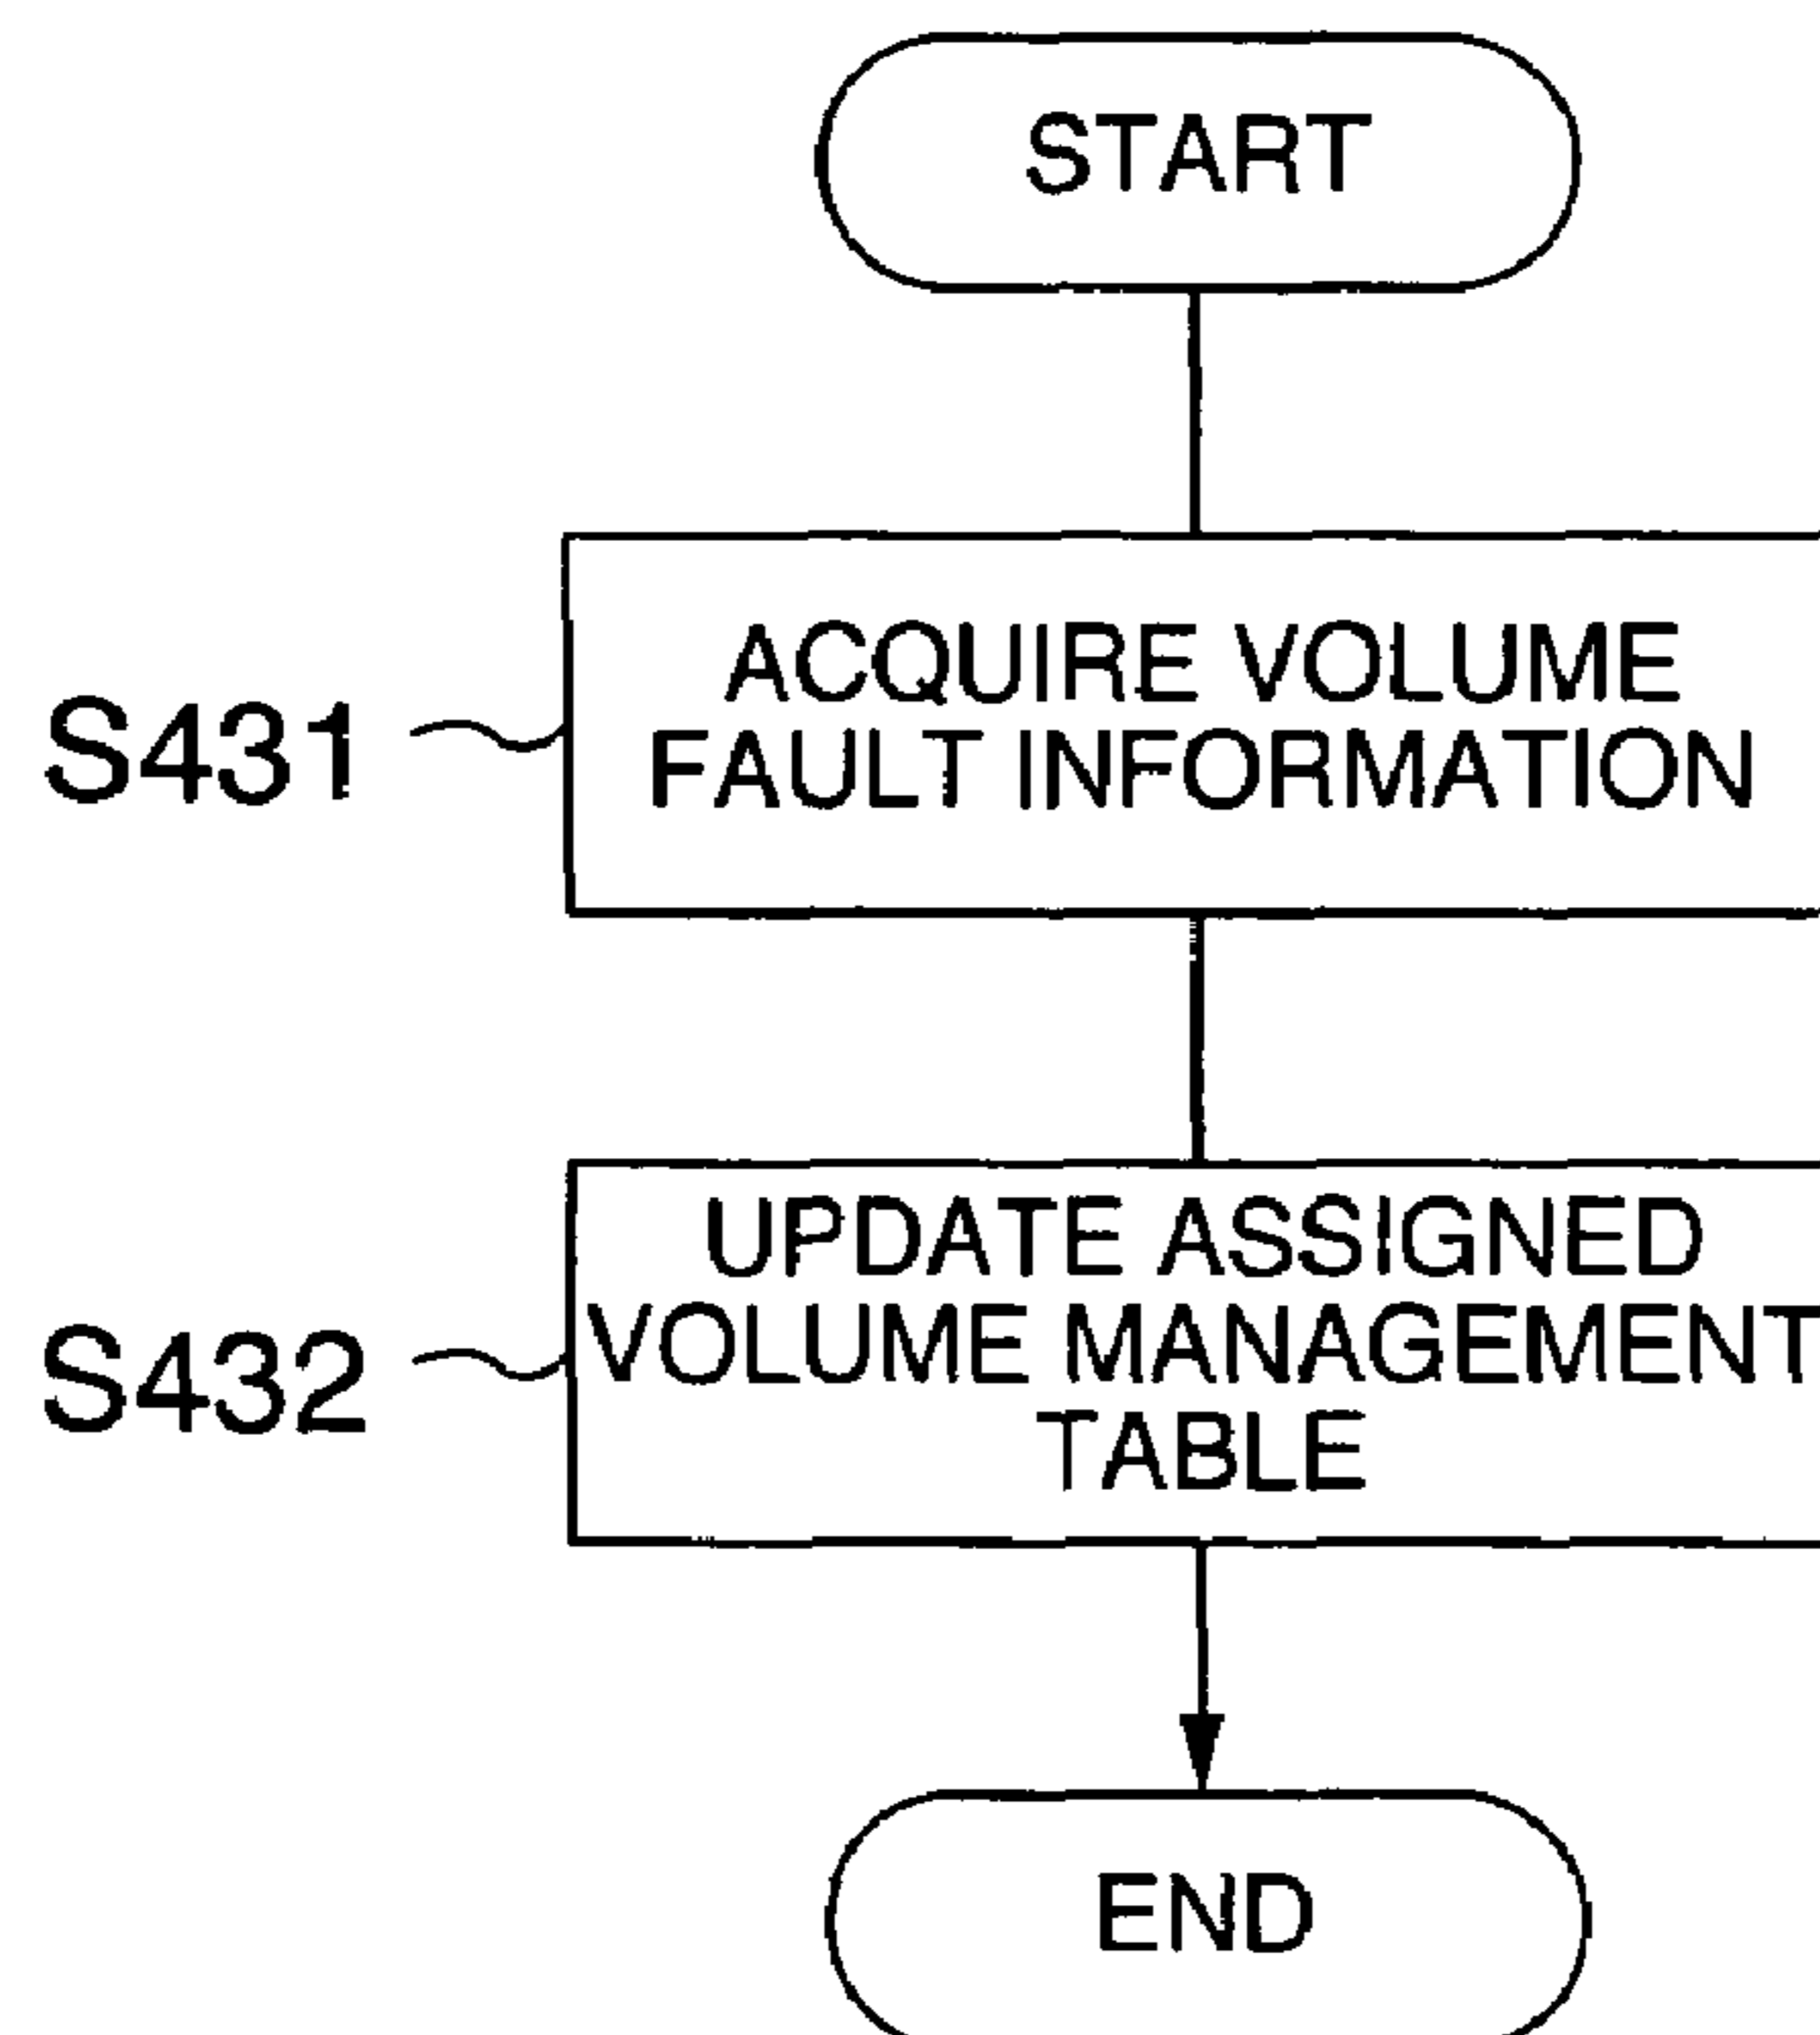 START
S431
ACQUIRE VOLUME
FAULT INFORMATION
S432
UPDATE ASSIGNED
VOLUME MANAGEMENT
TABLE
END